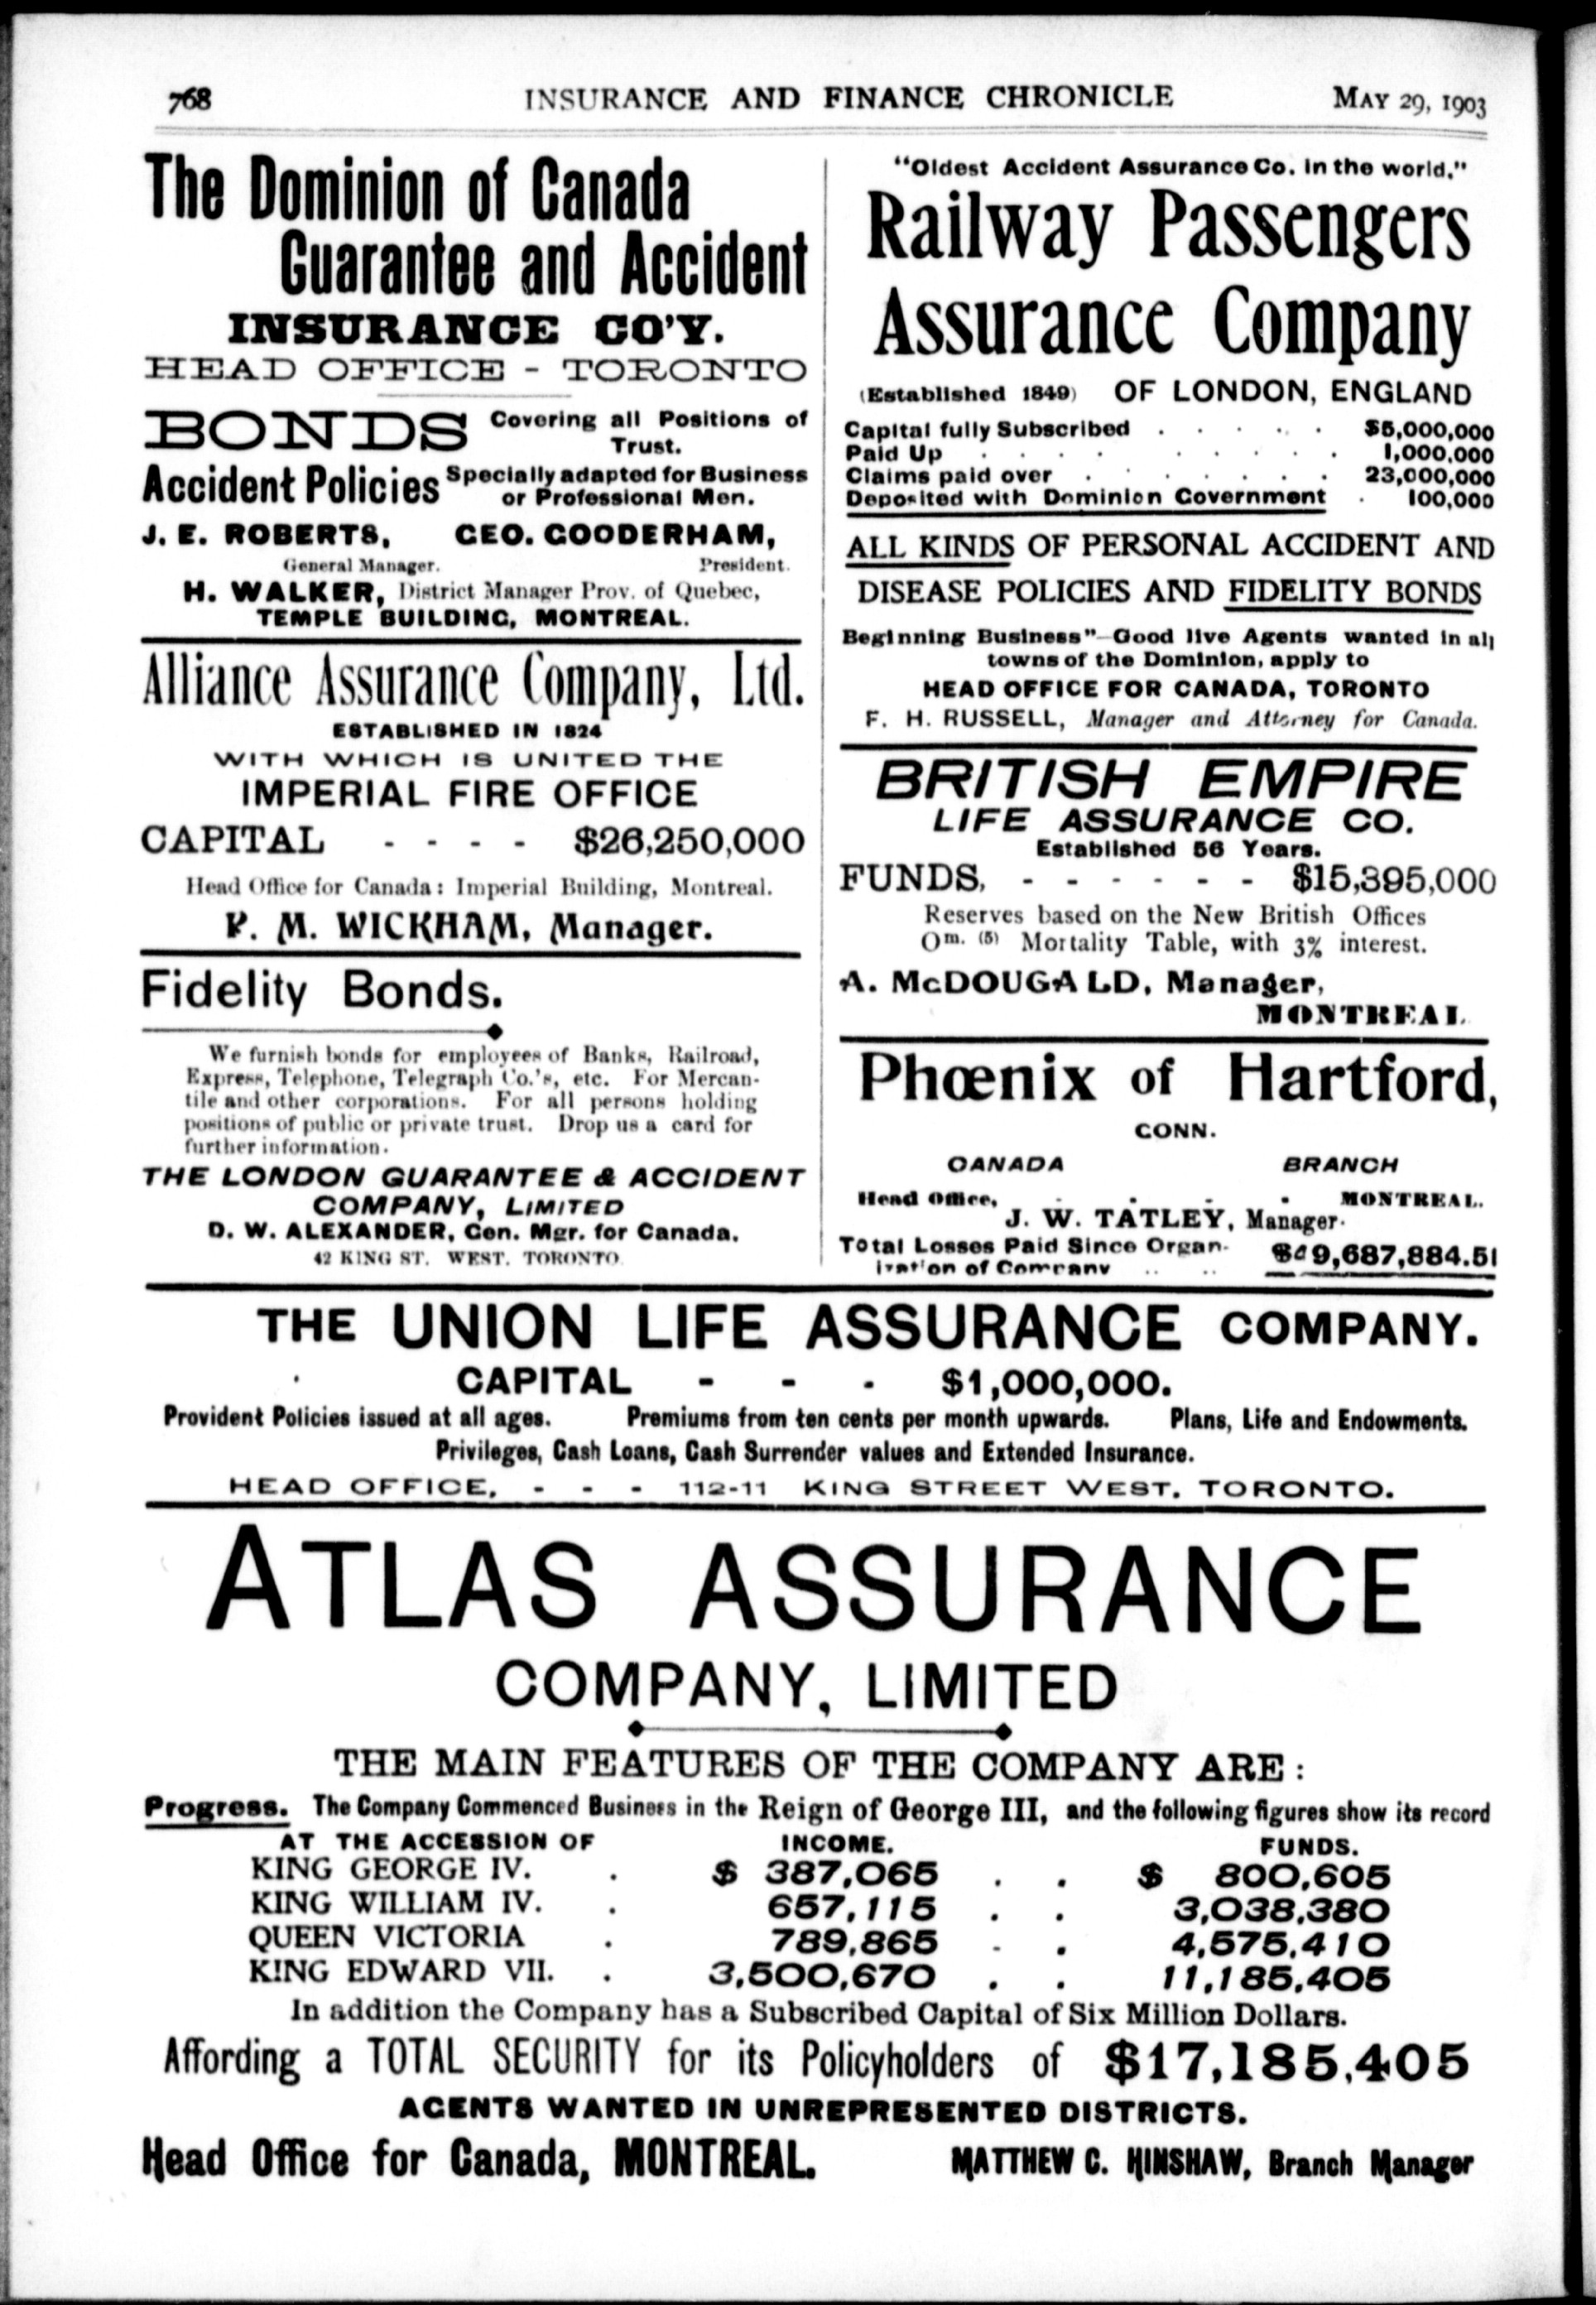 768 INSURANCE AND FINANCE CHRONICLE MAY 29, 1903
The Dominion of Canada
Guarantee and Accident
INSURANCE CO'Y.
HEAD OFFICE - TORONTO
BONDS Covering all Positions of
Trust.
Accident Policies Specially adapted for Business
or Professional Men.
J. E. ROBERTS, GEO. GOODERHAM,
General Manager. President.
H. WALKER, District Manager Prov. of Quebec,
TEMPLE BUILDING, MONTREAL.
Alliance Assurance Company, Ltd.
ESTABLISHED IN 1824
WITH WHICH IS UNITED THE
IMPERIAL FIRE OFFICE
CAPITAL - - - - $26,250,000
Head Office for Canada: Imperial Building, Montreal.
P. M. WICKHAM, Manager.
Fidelity Bonds.
We furnish bonds for employees of Banks, Railroad,
Express, Telephone, Telegraph Co.'s, etc. For Mercan-
tile and other corporations. For all persons holding
positions of public or private trust. Drop us a card for
further information.
THE LONDON GUARANTEE & ACCIDENT
COMPANY, LIMITED
D. W. ALEXANDER, Gen. Mgr. for Canada.
42 KING ST. WEST. TORONTO
"Oldest Accident Assurance Co. in the world."
Railway Passengers
Assurance Company
(Established 1849) OF LONDON, ENGLAND
Capital fully Subscribed . . . . . $5,000,000
Paid Up . . . . . . . . . 1,000,000
Claims paid over . . . . . . 23,000,000
Deposited with Dominion Government . 100,000
ALL KINDS OF PERSONAL ACCIDENT AND
DISEASE POLICIES AND FIDELITY BONDS
Beginning Business"—Good live Agents wanted in all
towns of the Dominion, apply to
HEAD OFFICE FOR CANADA, TORONTO
F. H. RUSSELL, Manager and Attorney for Canada.
BRITISH EMPIRE
LIFE ASSURANCE CO.
Established 56 Years.
FUNDS, - - - - - - $15,395,000
Reserves based on the New British Offices
Om. (5) Mortality Table, with 3% interest.
A. McDOUGALD, Manager,
MONTREAL
Phœnix of Hartford,
CONN.
CANADA BRANCH
Head Office, - - - - MONTREAL.
J. W. TATLEY, Manager.
Total Losses Paid Since Organ- $49,687,884.51
ization of Company .. ..
THE UNION LIFE ASSURANCE COMPANY.
CAPITAL - - - $1,000,000.
Provident Policies issued at all ages. Premiums from ten cents per month upwards. Plans, Life and Endowments.
Privileges, Cash Loans, Cash Surrender values and Extended Insurance.
HEAD OFFICE, - - - 112-11 KING STREET WEST, TORONTO.
ATLAS ASSURANCE
COMPANY, LIMITED
THE MAIN FEATURES OF THE COMPANY ARE:
Progress. The Company Commenced Business in the Reign of George III, and the following figures show its record
AT THE ACCESSION OF INCOME. FUNDS.
KING GEORGE IV. . $ 387,065 . . $ 800,605
KING WILLIAM IV. . 657,115 . . 3,038,380
QUEEN VICTORIA . 789,865 - . 4,575,410
KING EDWARD VII. . 3,500,670 . . 11,185,405
In addition the Company has a Subscribed Capital of Six Million Dollars.
Affording a TOTAL SECURITY for its Policyholders of $17,185,405
AGENTS WANTED IN UNREPRESENTED DISTRICTS.
Head Office for Canada, MONTREAL. MATTHEW C. HINSHAW, Branch Manager